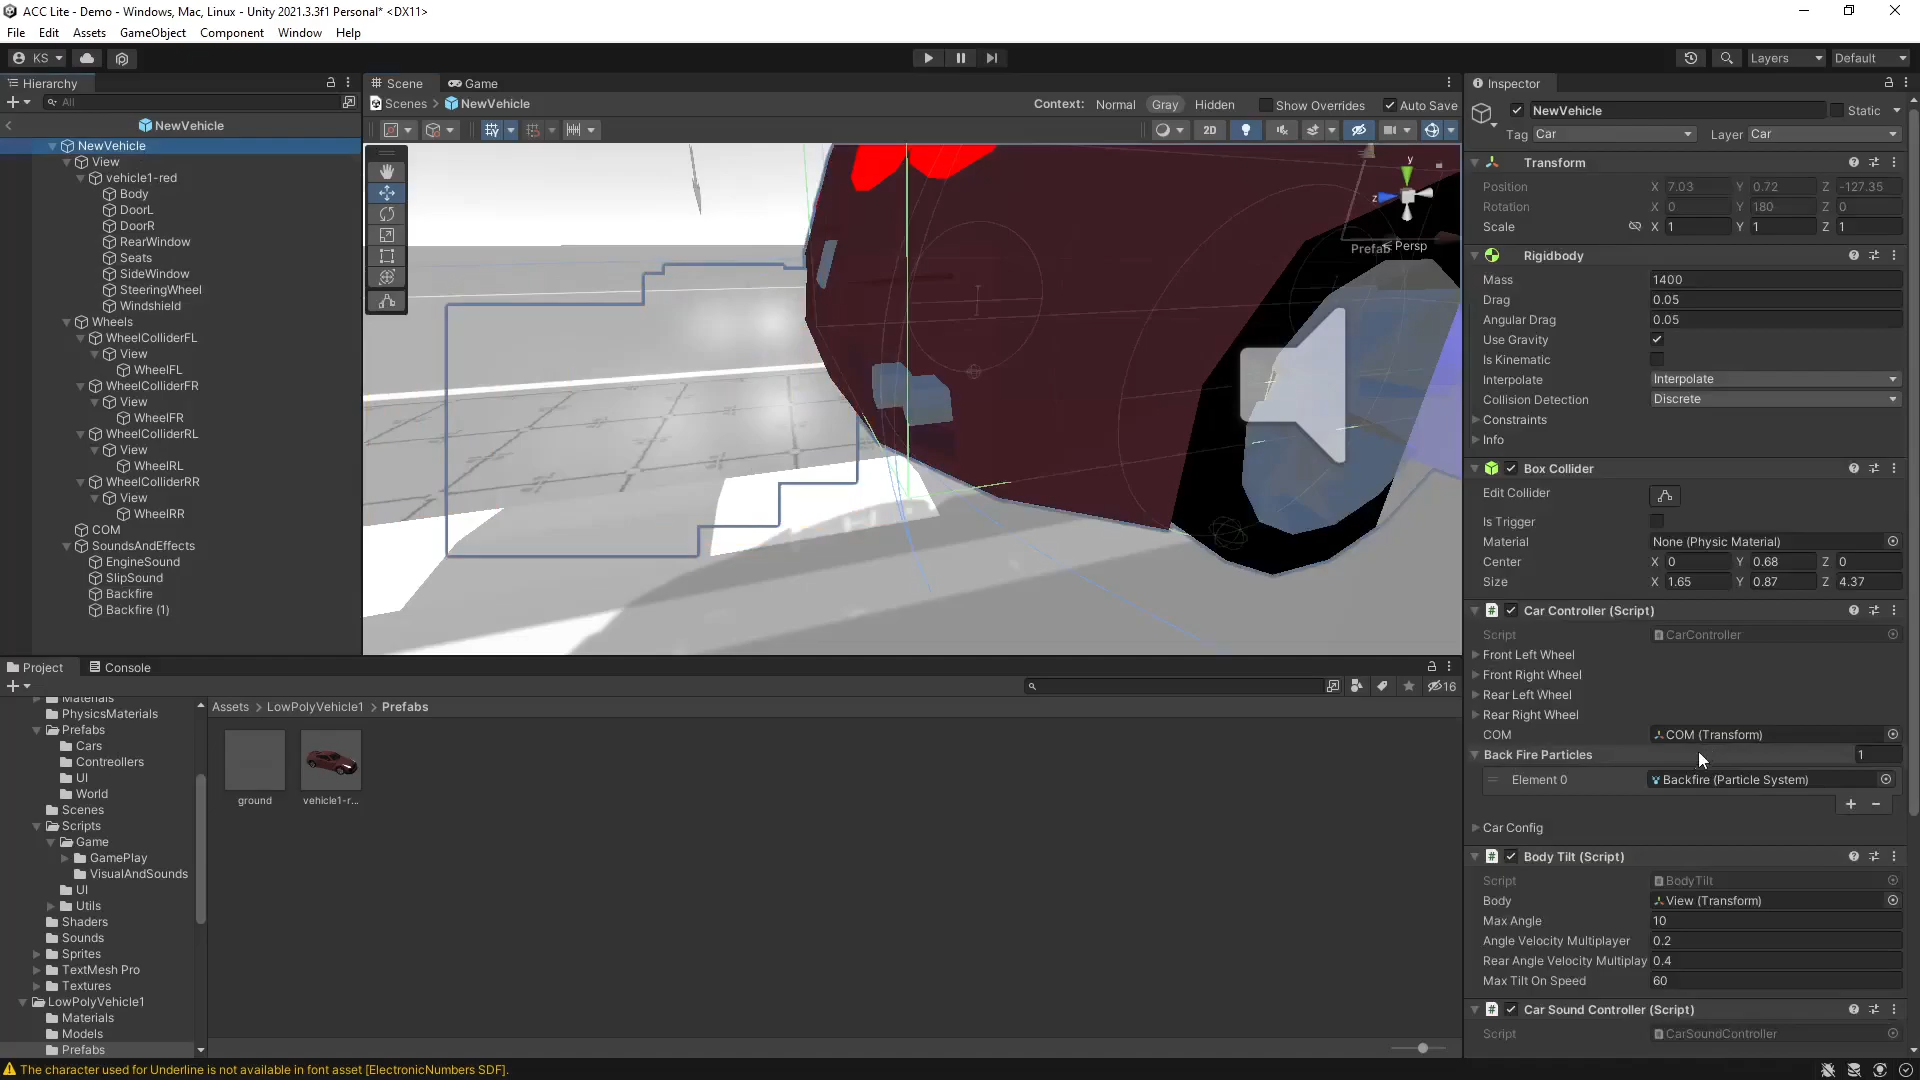 ACC Lite - Demo - Windows, Mac, Linux - Unity 2021.3.3f1 Personal* <DX11>
File Edit Assets GameObject Component Window Help
KS Layers Default
Hierarchy
All
NewVehicle
NewVehicle
View
vehicle1-red
Body
DoorL
DoorR
RearWindow
Seats
SideWindow
SteeringWheel
Windshield
Wheels
WheelColliderFL
View
WheelFL
WheelColliderFR
View
WheelFR
WheelColliderRL
View
WheelRL
WheelColliderRR
View
WheelRR
COM
SoundsAndEffects
EngineSound
SlipSound
Backfire
Backfire (1)
Scene Game
Scenes > NewVehicle Context: Normal Gray Hidden Show Overrides Auto Save
2D
y
z
Prefab < Persp
Project Console
16
Materials
PhysicsMaterials
Prefabs
Cars
Contreollers
UI
World
Scenes
Scripts
Game
GamePlay
VisualAndSounds
UI
Utils
Shaders
Sounds
Sprites
TextMesh Pro
Textures
LowPolyVehicle1
Materials
Models
Prefabs
Assets > LowPolyVehicle1 > Prefabs
ground vehicle1-r...
Inspector
NewVehicle Static
Tag Car Layer Car
Transform
Position X 7.03 Y 0.72 Z -127.35
Rotation X 0 Y 180 Z 0
Scale X 1 Y 1 Z 1
Rigidbody
Mass 1400
Drag 0.05
Angular Drag 0.05
Use Gravity
Is Kinematic
Interpolate Interpolate
Collision Detection Discrete
Constraints
Info
Box Collider
Edit Collider
Is Trigger
Material None (Physic Material)
Center X 0 Y 0.68 Z 0
Size X 1.65 Y 0.87 Z 4.37
# Car Controller (Script)
Script CarController
Front Left Wheel
Front Right Wheel
Rear Left Wheel
Rear Right Wheel
COM COM (Transform)
Back Fire Particles 1
Element 0 Backfire (Particle System)
+ -
Car Config
# Body Tilt (Script)
Script BodyTilt
Body View (Transform)
Max Angle 10
Angle Velocity Multiplayer 0.2
Rear Angle Velocity Multiplay 0.4
Max Tilt On Speed 60
# Car Sound Controller (Script)
Script CarSoundController
The character used for Underline is not available in font asset [ElectronicNumbers SDF].